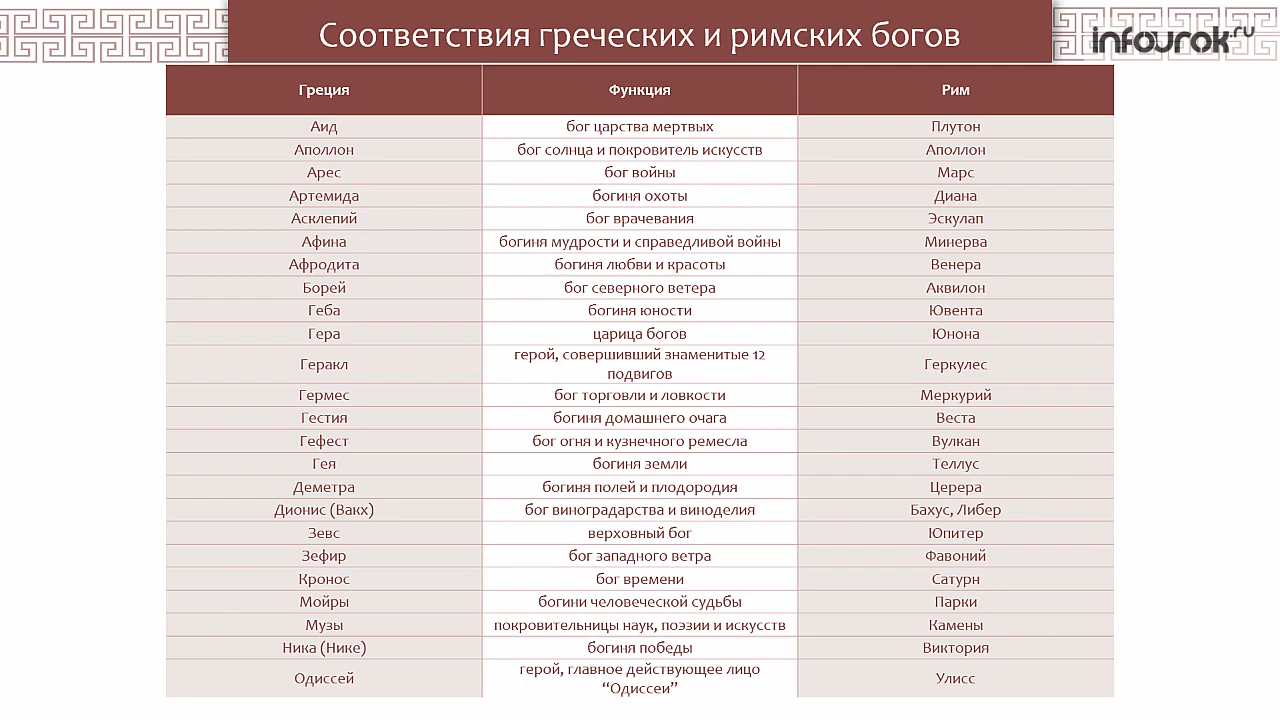 Соответствия греческих и римских богов
infourok.ru
Греция Функция Рим
Аид бог царства мертвых Плутон
Аполлон бог солнца и покровитель искусств Аполлон
Арес бог войны Марс
Артемида богиня охоты Диана
Асклепий бог врачевания Эскулап
Афина богиня мудрости и справедливой войны Минерва
Афродита богиня любви и красоты Венера
Борей бог северного ветера Аквилон
Геба богиня юности Ювента
Гера царица богов Юнона
Геракл герой, совершивший знаменитые 12 подвигов Геркулес
Гермес бог торговли и ловкости Меркурий
Гестия богиня домашнего очага Веста
Гефест бог огня и кузнечного ремесла Вулкан
Гея богиня земли Теллус
Деметра богиня полей и плодородия Церера
Дионис (Вакх) бог виноградарства и виноделия Бахус, Либер
Зевс верховный бог Юпитер
Зефир бог западного ветра Фавоний
Кронос бог времени Сатурн
Мойры богини человеческой судьбы Парки
Музы покровительницы наук, поэзии и искусств Камены
Ника (Нике) богиня победы Виктория
Одиссей герой, главное действующее лицо “Одиссеи” Улисс